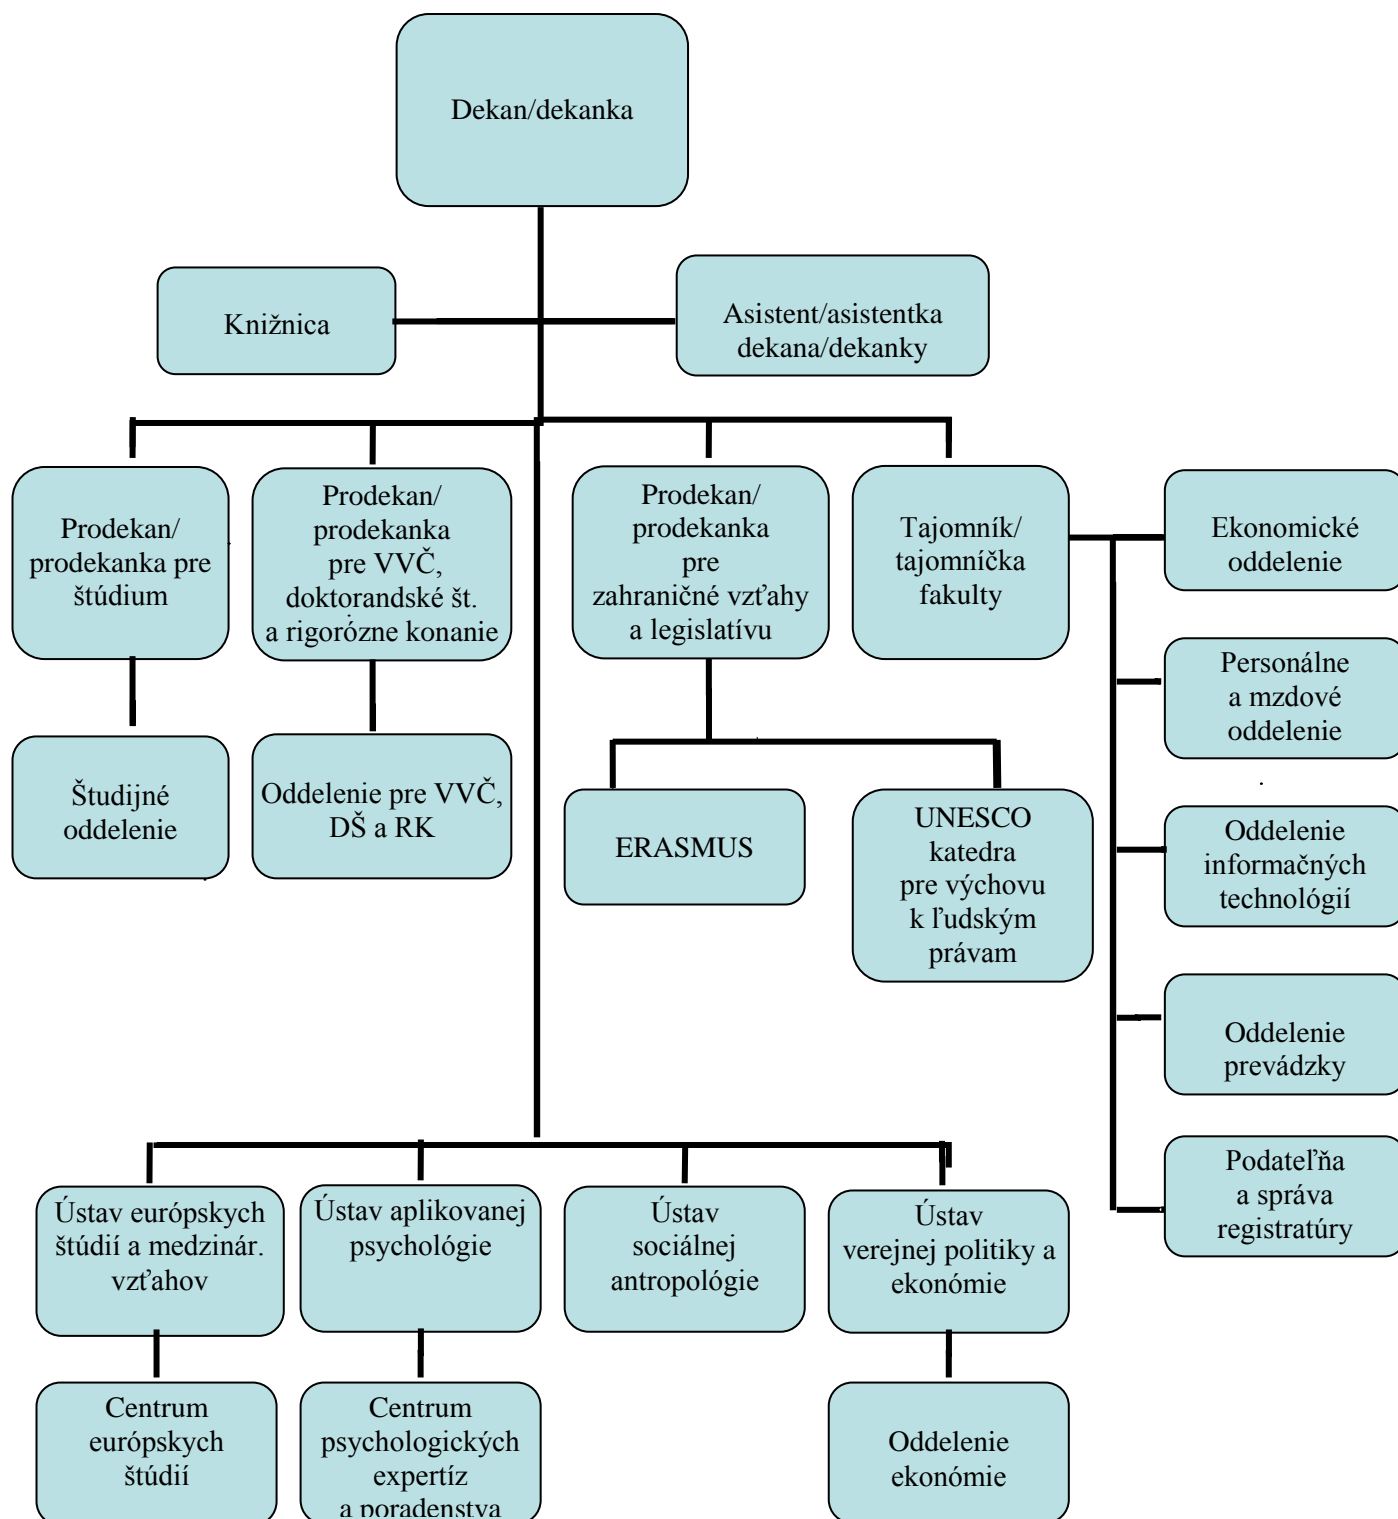 Dekan/dekanka
Knižnica
Asistent/asistentka
dekana/dekanky
Prodekan/
prodekanka pre
štúdium
Prodekan/
prodekanka
pre VVČ,
doktorandské št.
a rigorózne konanie
Prodekan/
prodekanka
pre
zahraničné vzťahy
a legislatívu
Tajomník/
tajomníčka
fakulty
Ekonomické
oddelenie
Personálne
a mzdové
oddelenie
Študijné
oddelenie
Oddelenie pre VVČ,
DŠ a RK
ERASMUS
UNESCO
katedra
pre výchovu
k ľudským
právam
Oddelenie
informačných
technológií
Oddelenie
prevádzky
Podateľňa
a správa
registratúry
Ústav európskych
štúdií a medzinár.
vzťahov
Ústav aplikovanej
psychológie
Ústav
sociálnej
antropológie
Ústav
verejnej politiky a
ekonómie
Centrum
európskych
štúdií
Centrum
psychologických
expertíz
a poradenstva
Oddelenie
ekonómie